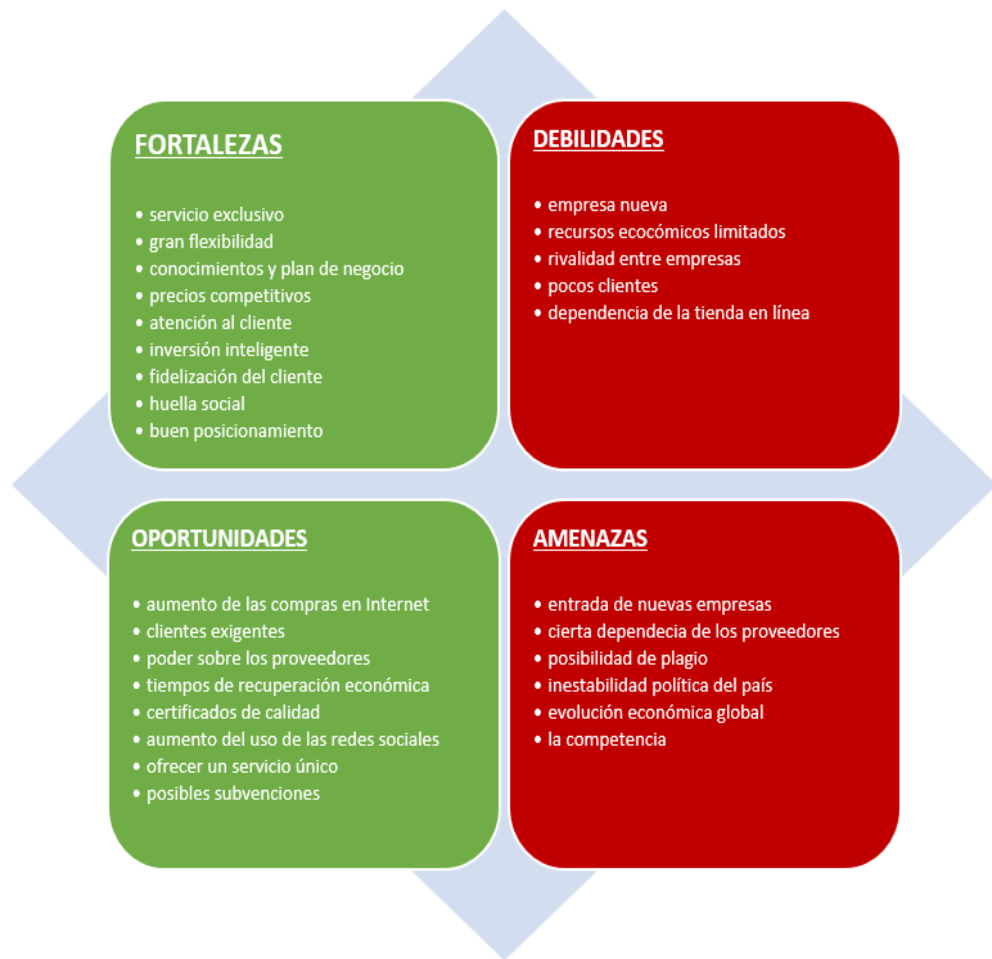 FORTALEZAS
• servicio exclusivo
• gran flexibilidad
• conocimientos y plan de negocio
• precios competitivos
• atención al cliente
• inversión inteligente
• fidelización del cliente
• huella social
• buen posicionamiento
DEBILIDADES
• empresa nueva
• recursos ecocómicos limitados
• rivalidad entre empresas
• pocos clientes
• dependencia de la tienda en línea
OPORTUNIDADES
• aumento de las compras en Internet
• clientes exigentes
• poder sobre los proveedores
• tiempos de recuperación económica
• certificados de calidad
• aumento del uso de las redes sociales
• ofrecer un servicio único
• posibles subvenciones
AMENAZAS
• entrada de nuevas empresas
• cierta dependecia de los proveedores
• posibilidad de plagio
• inestabilidad política del país
• evolución económica global
• la competencia